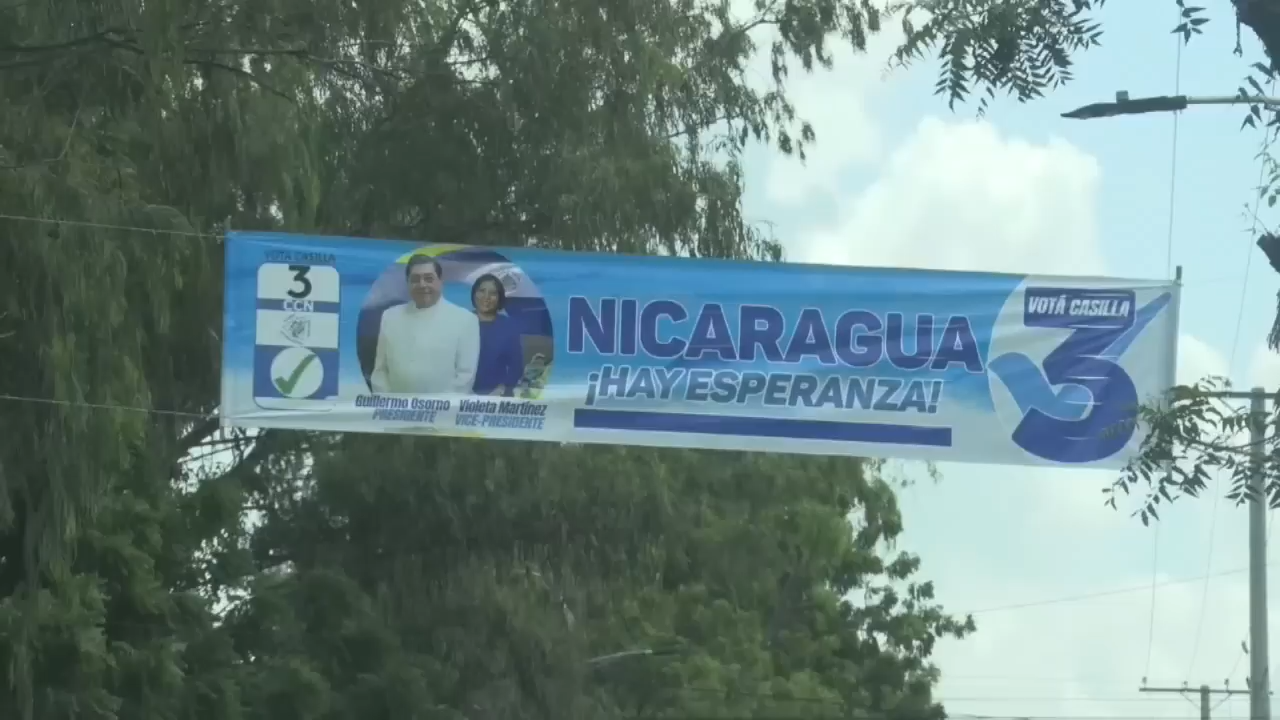 VOTÁ CASILLA
3
CCN
Guillermo Osorno
PRESIDENTE
Violeta Martínez
VICE-PRESIDENTE
NICARAGUA
¡HAY ESPERANZA!
VOTÁ CASILLA
3